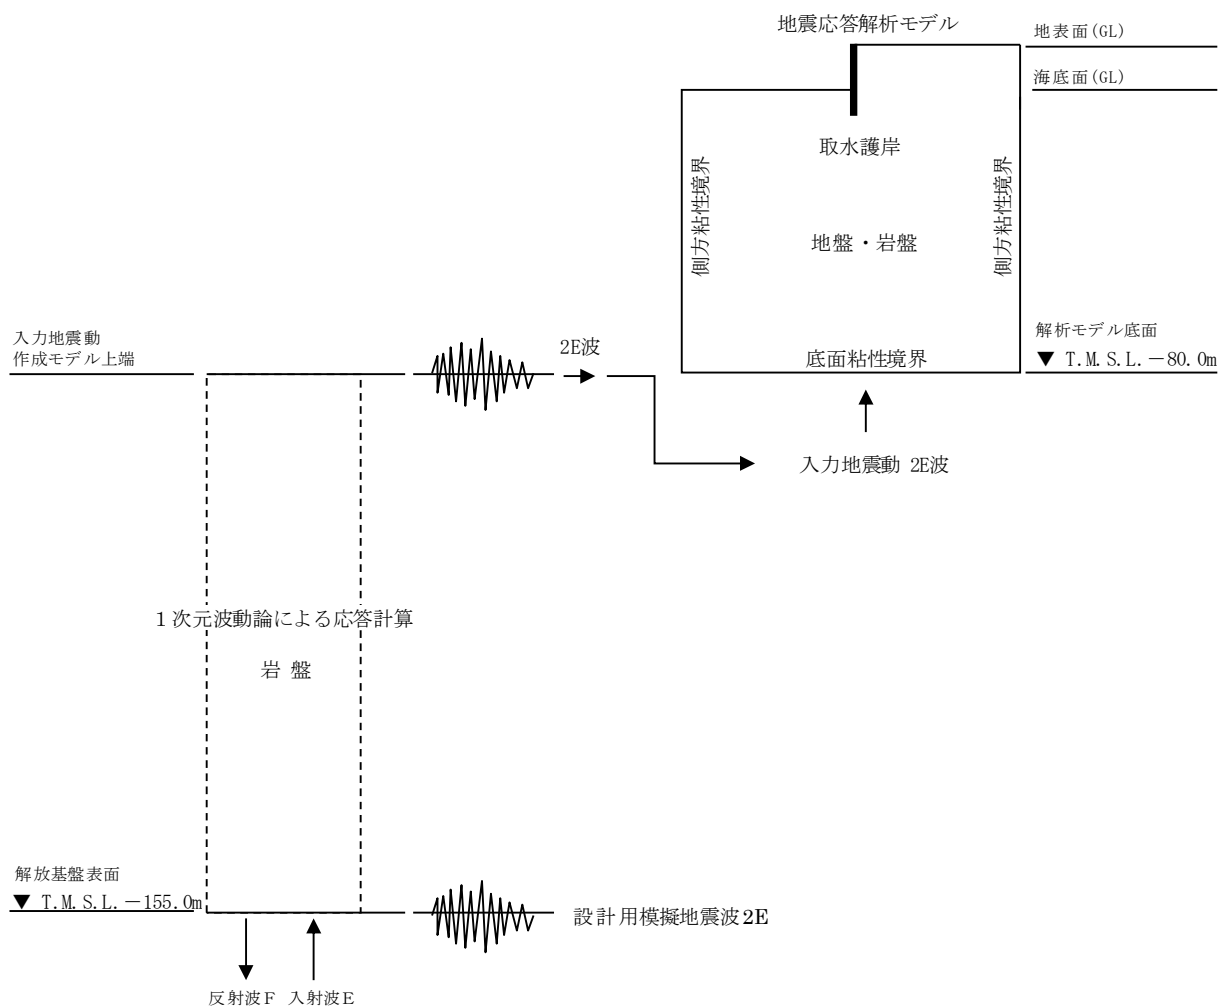 地震応答解析モデル
地表面(GL)
海底面(GL)
取水護岸
側方粘性境界
側方粘性境界
地盤・岩盤
入力地震動
作成モデル上端
2E波
底面粘性境界
解析モデル底面
▼ T.M.S.L.－80.0m
入力地震動 2E波
1次元波動論による応答計算
岩 盤
解放基盤表面
▼ T.M.S.L.－155.0m
設計用模擬地震波2E
反射波F 入射波E